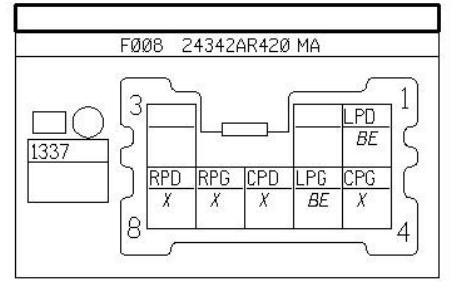 F008 24342AR420 MA
3 1
LPD
BE
1337
RPD RPG CPD LPG CPG
X X X BE X
8 4